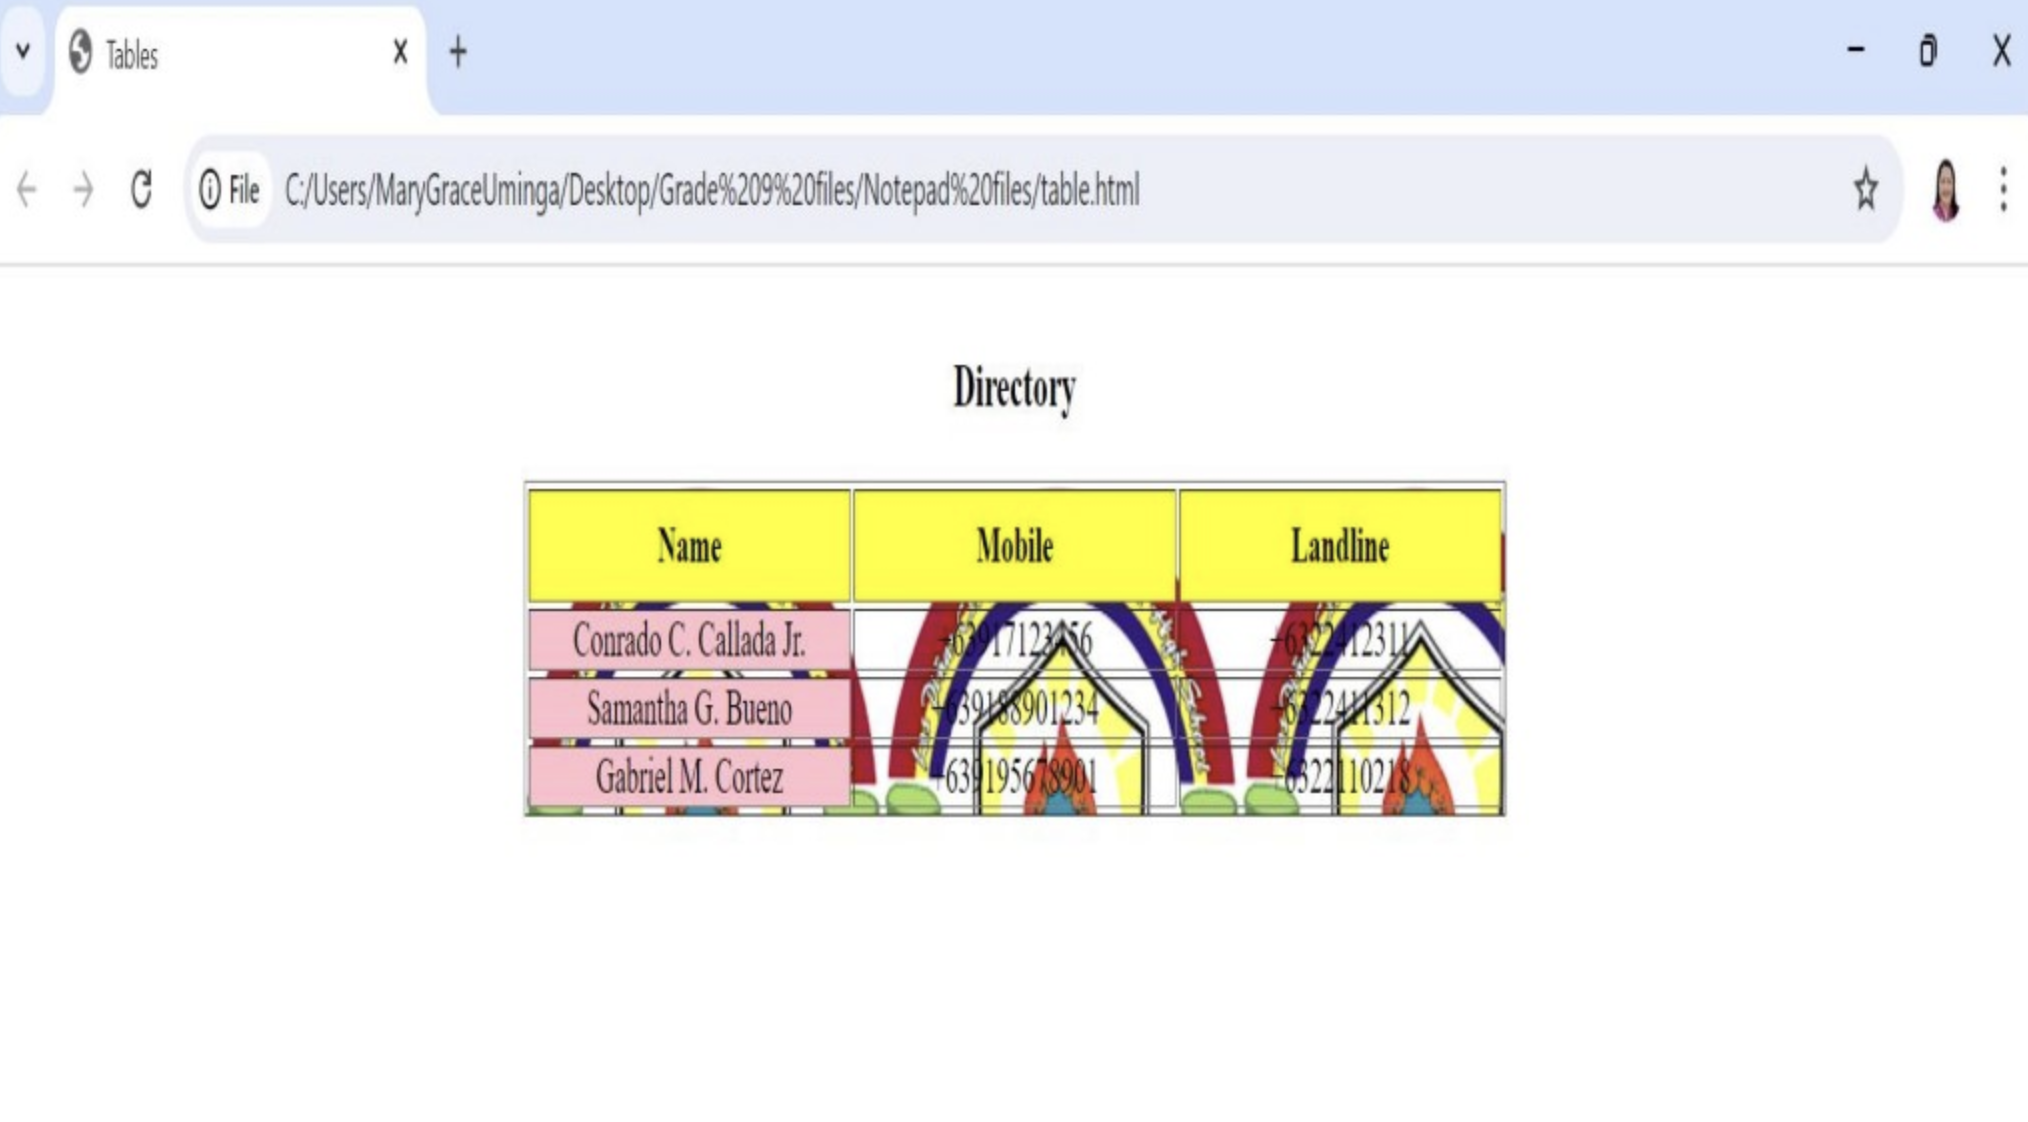 Tables
File C:/Users/MaryGraceUminga/Desktop/Grade%209%20files/Notepad%20files/table.html
Directory
Name Mobile Landline
Conrado C. Callada Jr. +63917123456 +6322412311
Samantha G. Bueno +639188901234 +6322411312
Gabriel M. Cortez +639195678901 +6322110218